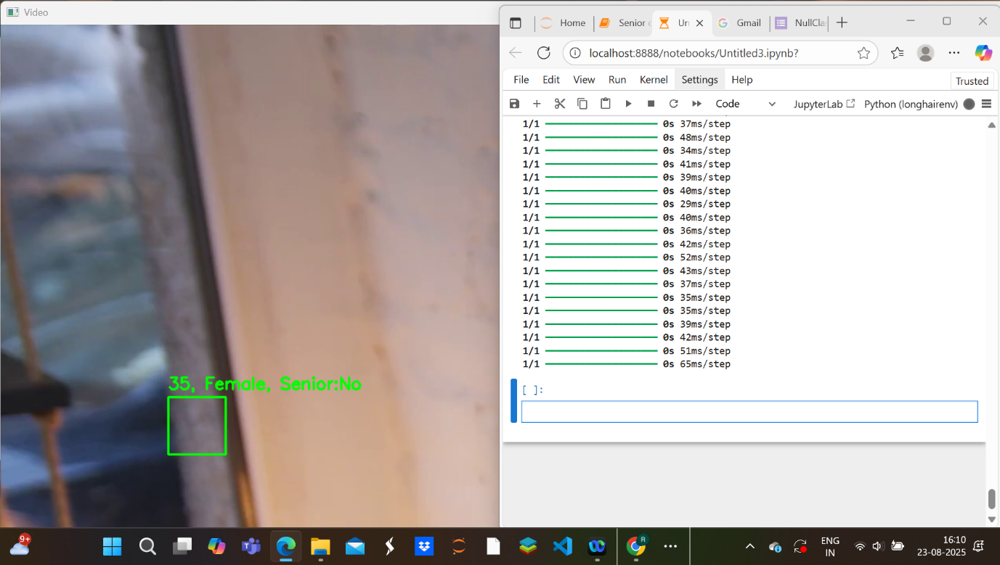 Video
35, Female, Senior:No
Home
Senior
Un
Gmail
NullCla
localhost:8888/notebooks/Untitled3.ipynb?
File Edit View Run Kernel Settings Help
Trusted
Code
JupyterLab
Python (longhairenv)
1/1 0s 37ms/step
1/1 0s 48ms/step
1/1 0s 34ms/step
1/1 0s 41ms/step
1/1 0s 39ms/step
1/1 0s 40ms/step
1/1 0s 29ms/step
1/1 0s 40ms/step
1/1 0s 36ms/step
1/1 0s 42ms/step
1/1 0s 52ms/step
1/1 0s 43ms/step
1/1 0s 37ms/step
1/1 0s 35ms/step
1/1 0s 35ms/step
1/1 0s 39ms/step
1/1 0s 42ms/step
1/1 0s 51ms/step
1/1 0s 65ms/step
[ ]:
9+
R
ENG
IN
16:10
23-08-2025